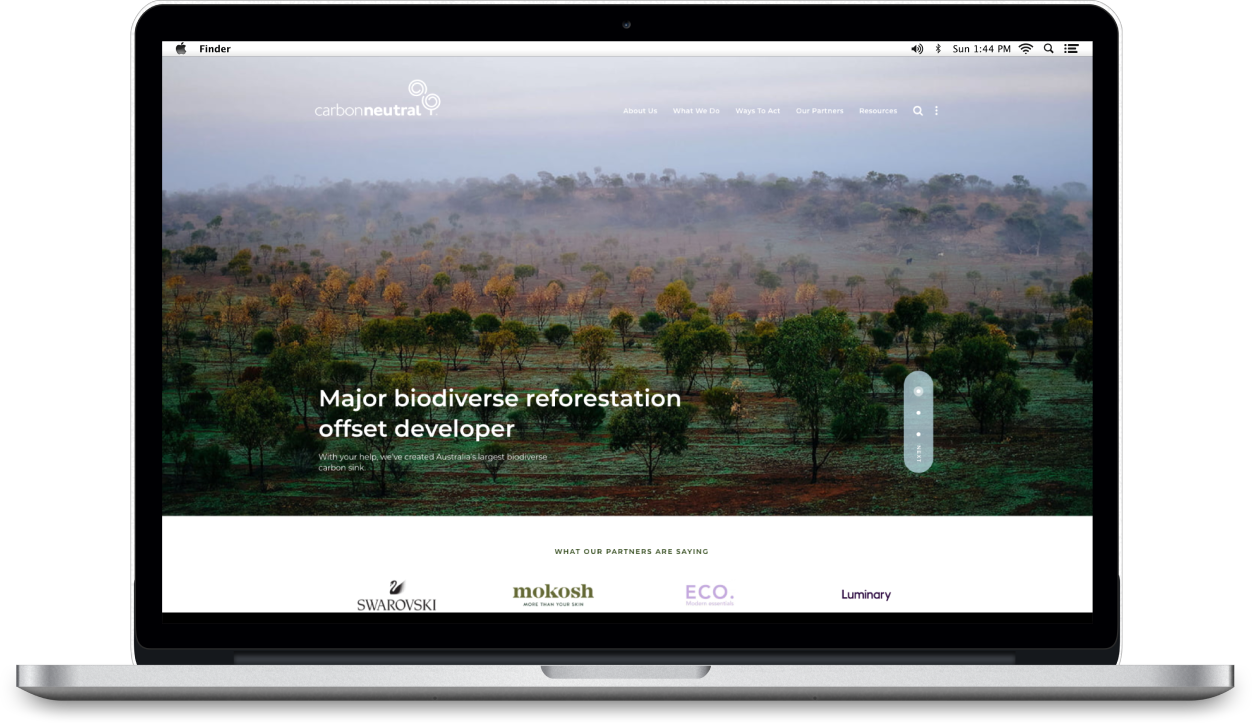 Finder
Sun 1:44 PM
carbonneutral
About Us What We Do Ways To Act Our Partners Resources
Major biodiverse reforestation
offset developer
With your help, we've created Australia's largest biodiverse
carbon sink.
NEXT
WHAT OUR PARTNERS ARE SAYING
SWAROVSKI mokosh ECO. Luminary
MORE THAN YOUR SKIN Modern essentials